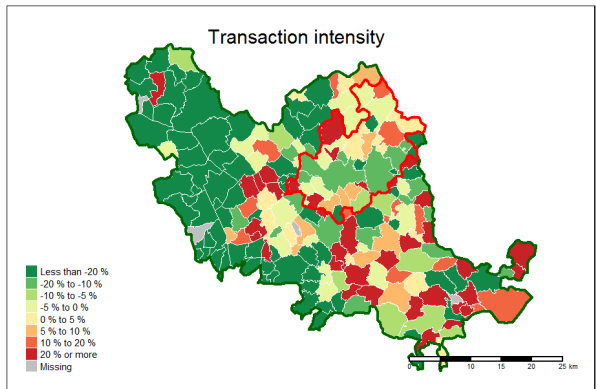 Transaction intensity
Less than -20 %
-20 % to -10 %
-10 % to -5 %
-5 % to 0 %
0 % to 5 %
5 % to 10 %
10 % to 20 %
20 % or more
Missing
0 5 10 15 20 25 km